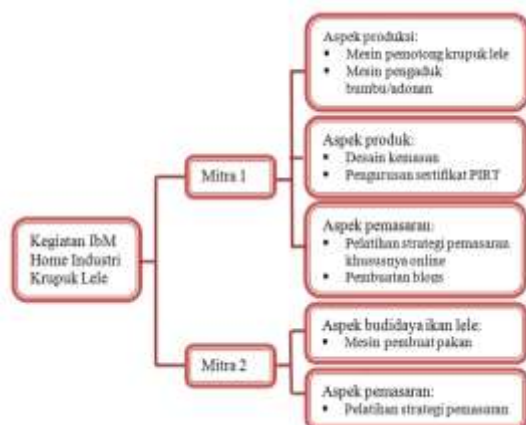 Kegiatan IbM
Home Industri
Krupuk Lele
Mitra 1
Aspek produksi:
▪ Mesin pemotong krupuk lele
▪ Mesin pengaduk
bumbu/adonan
Aspek produk:
▪ Desain kemasan
▪ Pengurusan sertifikat PIRT
Aspek pemasaran:
▪ Pelatihan strategi pemasaran
khususnya online
▪ Pembuatan blogs
Mitra 2
Aspek budidaya ikan lele:
▪ Mesin pembuat pakan
Aspek pemasaran:
▪ Pelatihan strategi pemasaran